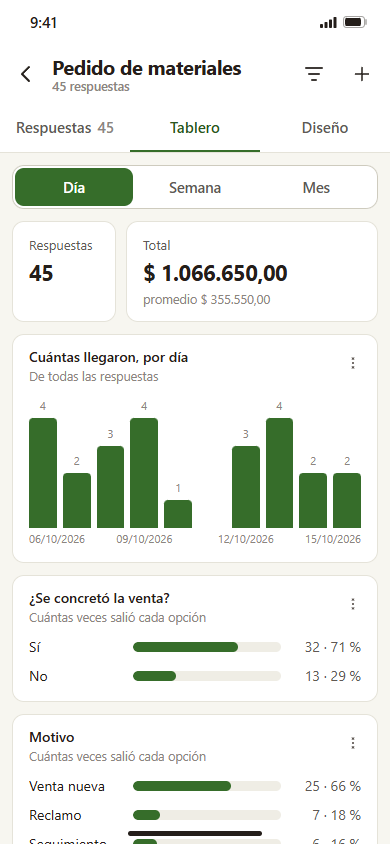 9:41
Pedido de materiales
45 respuestas
Respuestas 45
Tablero
Diseño
Día
Semana
Mes
Respuestas
45
Total
$ 1.066.650,00
promedio $ 355.550,00
Cuántas llegaron, por día
De todas las respuestas
4
2
3
4
1
3
4
2
2
06/10/2026
09/10/2026
12/10/2026
15/10/2026
¿Se concretó la venta?
Cuántas veces salió cada opción
Sí
32 · 71 %
No
13 · 29 %
Motivo
Cuántas veces salió cada opción
Venta nueva
25 · 66 %
Reclamo
7 · 18 %
Seguimiento
6 · 16 %